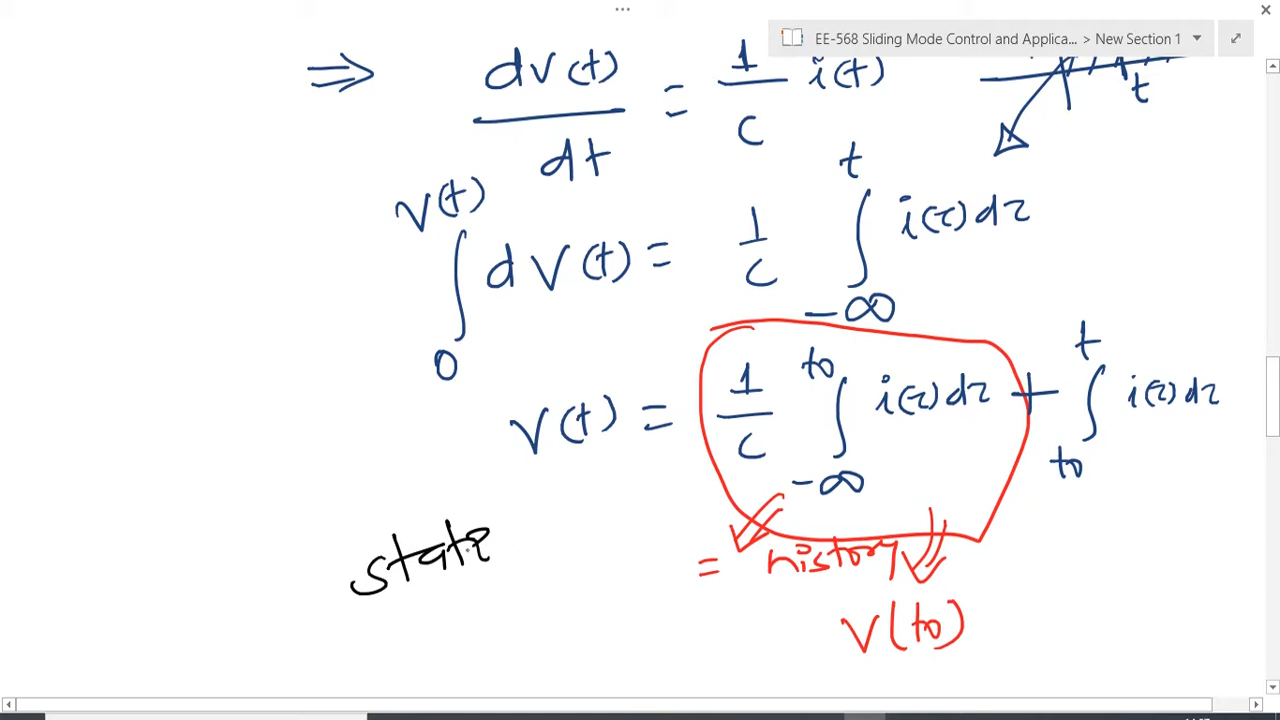 EE-568 Sliding Mode Control and Applica... > New Section 1
⇒ dv(t)/dt = 1/C i(t)
t
∫_0^{v(t)} dv(t) = 1/C ∫_{-∞}^{t} i(τ)dτ
v(t) = 1/C ∫_{-∞}^{to} i(τ)dτ + ∫_{to}^{t} i(τ)dτ
state = history
v(to)